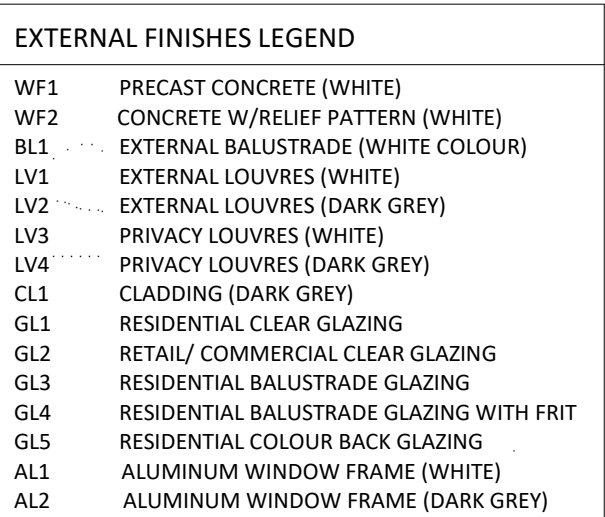 EXTERNAL FINISHES LEGEND
WF1 PRECAST CONCRETE (WHITE)
WF2 CONCRETE W/RELIEF PATTERN (WHITE)
BL1 EXTERNAL BALUSTRADE (WHITE COLOUR)
LV1 EXTERNAL LOUVRES (WHITE)
LV2 EXTERNAL LOUVRES (DARK GREY)
LV3 PRIVACY LOUVRES (WHITE)
LV4 PRIVACY LOUVRES (DARK GREY)
CL1 CLADDING (DARK GREY)
GL1 RESIDENTIAL CLEAR GLAZING
GL2 RETAIL/ COMMERCIAL CLEAR GLAZING
GL3 RESIDENTIAL BALUSTRADE GLAZING
GL4 RESIDENTIAL BALUSTRADE GLAZING WITH FRIT
GL5 RESIDENTIAL COLOUR BACK GLAZING
AL1 ALUMINUM WINDOW FRAME (WHITE)
AL2 ALUMINUM WINDOW FRAME (DARK GREY)